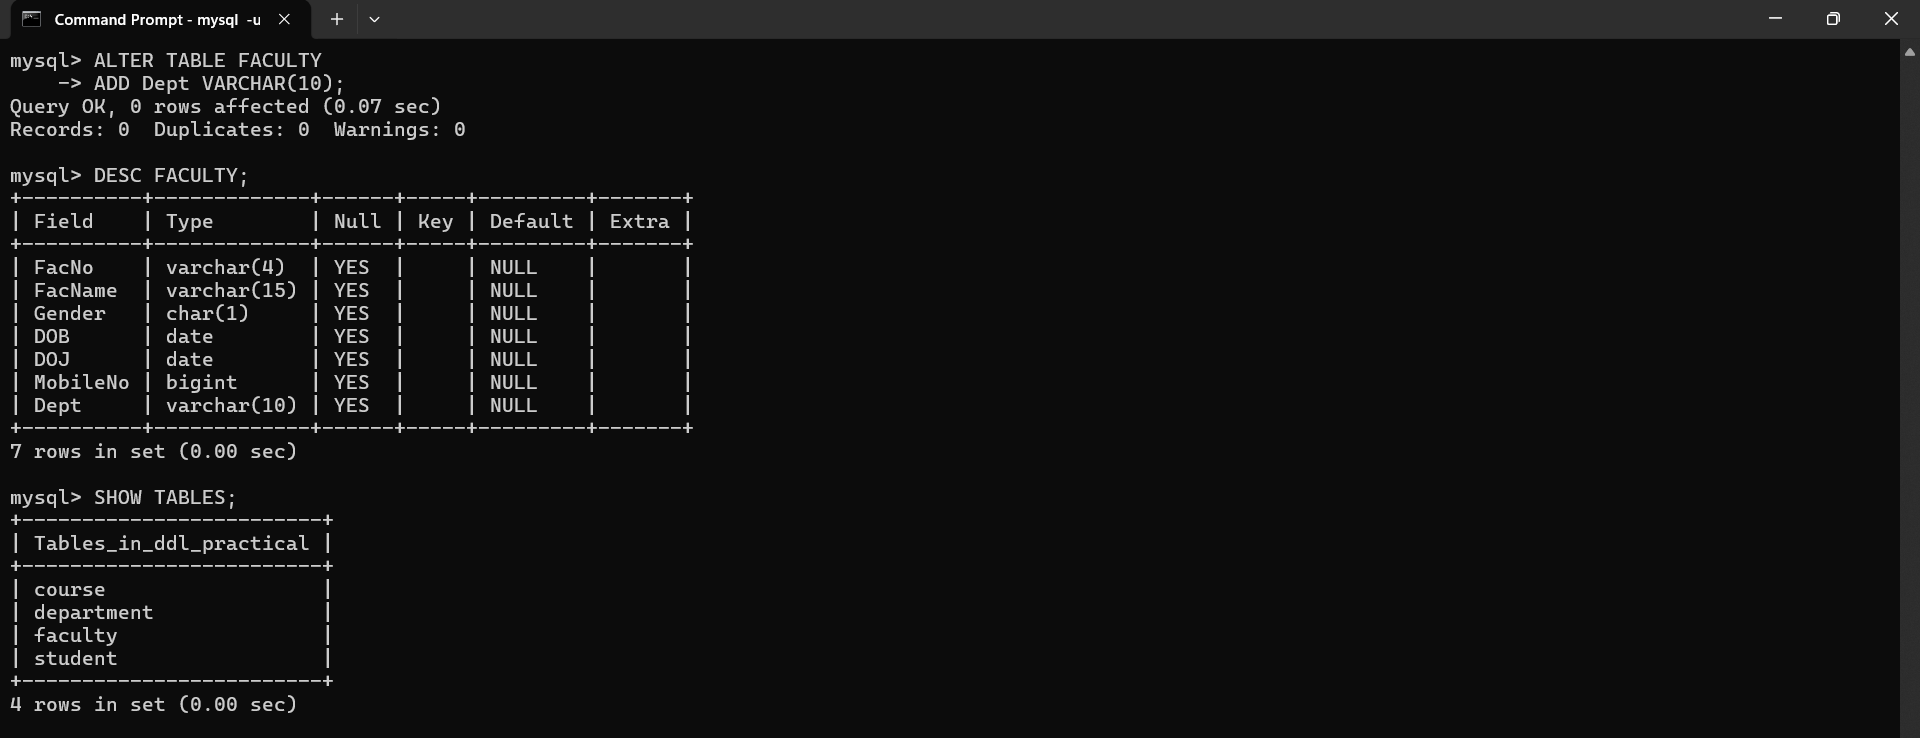 Command Prompt - mysql  -u
mysql> ALTER TABLE FACULTY
    -> ADD Dept VARCHAR(10);
Query OK, 0 rows affected (0.07 sec)
Records: 0  Duplicates: 0  Warnings: 0
mysql> DESC FACULTY;
+----------+-------------+------+-----+---------+-------+
| Field    | Type        | Null | Key | Default | Extra |
+----------+-------------+------+-----+---------+-------+
| FacNo    | varchar(4)  | YES  |     | NULL    |       |
| FacName  | varchar(15) | YES  |     | NULL    |       |
| Gender   | char(1)     | YES  |     | NULL    |       |
| DOB      | date        | YES  |     | NULL    |       |
| DOJ      | date        | YES  |     | NULL    |       |
| MobileNo | bigint      | YES  |     | NULL    |       |
| Dept     | varchar(10) | YES  |     | NULL    |       |
+----------+-------------+------+-----+---------+-------+
7 rows in set (0.00 sec)
mysql> SHOW TABLES;
+-------------------------+
| Tables_in_ddl_practical |
+-------------------------+
| course                  |
| department              |
| faculty                 |
| student                 |
+-------------------------+
4 rows in set (0.00 sec)